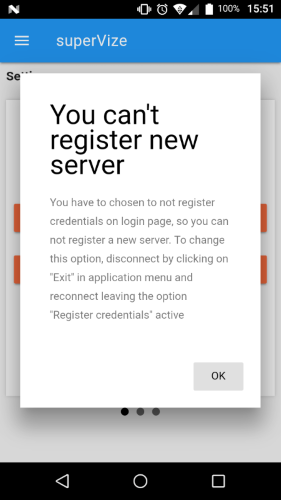 100% 15:51
superVize
You can't
register new
server
You have to chosen to not register
credentials on login page, so you can
not register a new server. To change
this option, disconnect by clicking on
"Exit" in application menu and
reconnect leaving the option
"Register credentials" active
OK